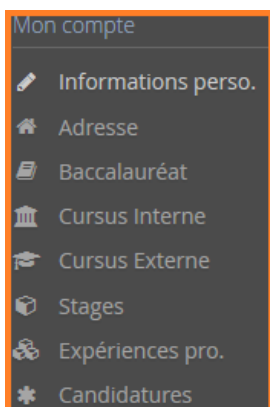 Mon compte
Informations perso.
Adresse
Baccalauréat
Cursus Interne
Cursus Externe
Stages
Expériences pro.
Candidatures